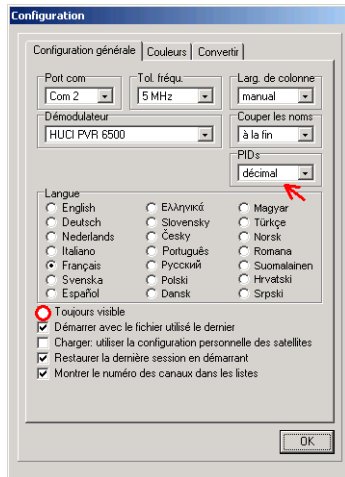 Configuration
Configuration générale Couleurs Convertir
Port com Tol. fréqu. Larg. de colonne
Com 2 5 MHz manual
Démodulateur Couper les noms
HUCI PVR 6500 à la fin
PIDs
décimal
Langue
English Ελληνικά Magyar
Deutsch Slovensky Türkçe
Nederlands Česky Norsk
Italiano Português Romana
Français Русский Suomalainen
Svenska Polski Hrvatski
Español Dansk Srpski
Toujours visible
Démarrer avec le fichier utilisé le dernier
Charger: utiliser la configuration personnelle des satellites
Restaurer la dernière session en démarrant
Montrer le numéro des canaux dans les listes
OK